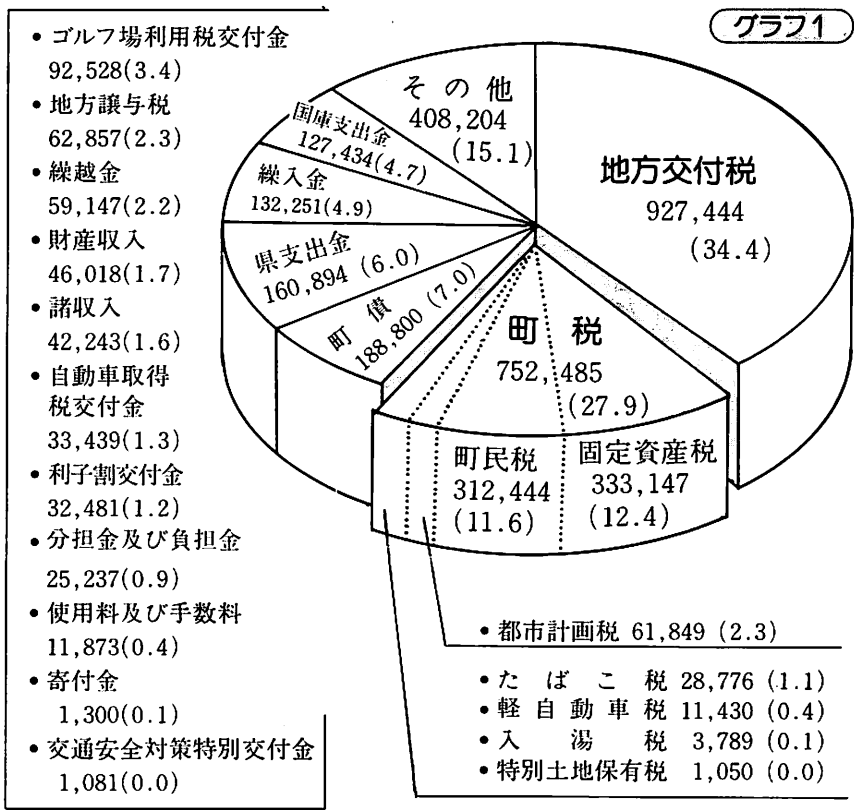 グラフ1
• ゴルフ場利用税交付金
92,528(3.4)
• 地方譲与税
62,857(2.3)
• 繰越金
59,147(2.2)
• 財産収入
46,018(1.7)
• 諸収入
42,243(1.6)
• 自動車取得
税交付金
33,439(1.3)
• 利子割交付金
32,481(1.2)
• 分担金及び負担金
25,237(0.9)
• 使用料及び手数料
11,873(0.4)
• 寄付金
1,300(0.1)
• 交通安全対策特別交付金
1,081(0.0)
その他
408,204
(15.1)
国庫支出金
127,434(4.7)
繰入金
132,251(4.9)
県支出金
160,894 (6.0)
町債
188,800 (7.0)
地方交付税
927,444
(34.4)
町税
752,485
(27.9)
町民税
312,444
(11.6)
固定資産税
333,147
(12.4)
• 都市計画税 61,849 (2.3)
• たばこ税 28,776 (1.1)
• 軽自動車税 11,430 (0.4)
• 入湯税 3,789 (0.1)
• 特別土地保有税 1,050 (0.0)